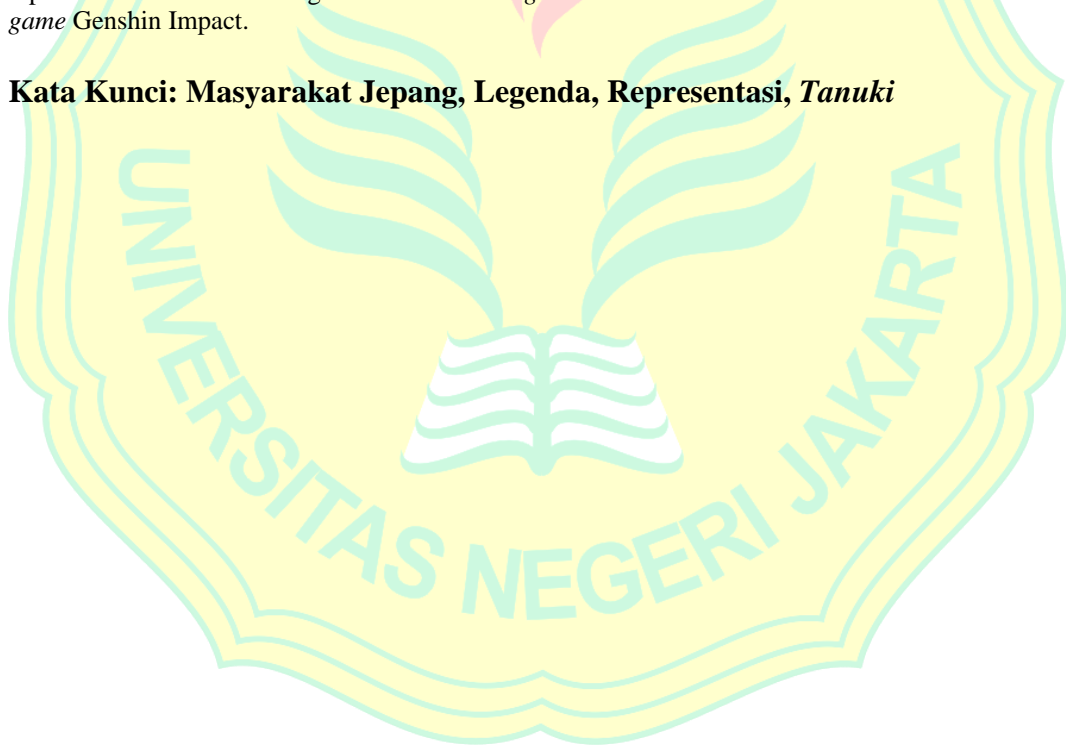 game Genshin Impact.
Kata Kunci: Masyarakat Jepang, Legenda, Representasi, Tanuki
UNIVERSITAS NEGERI JAKARTA